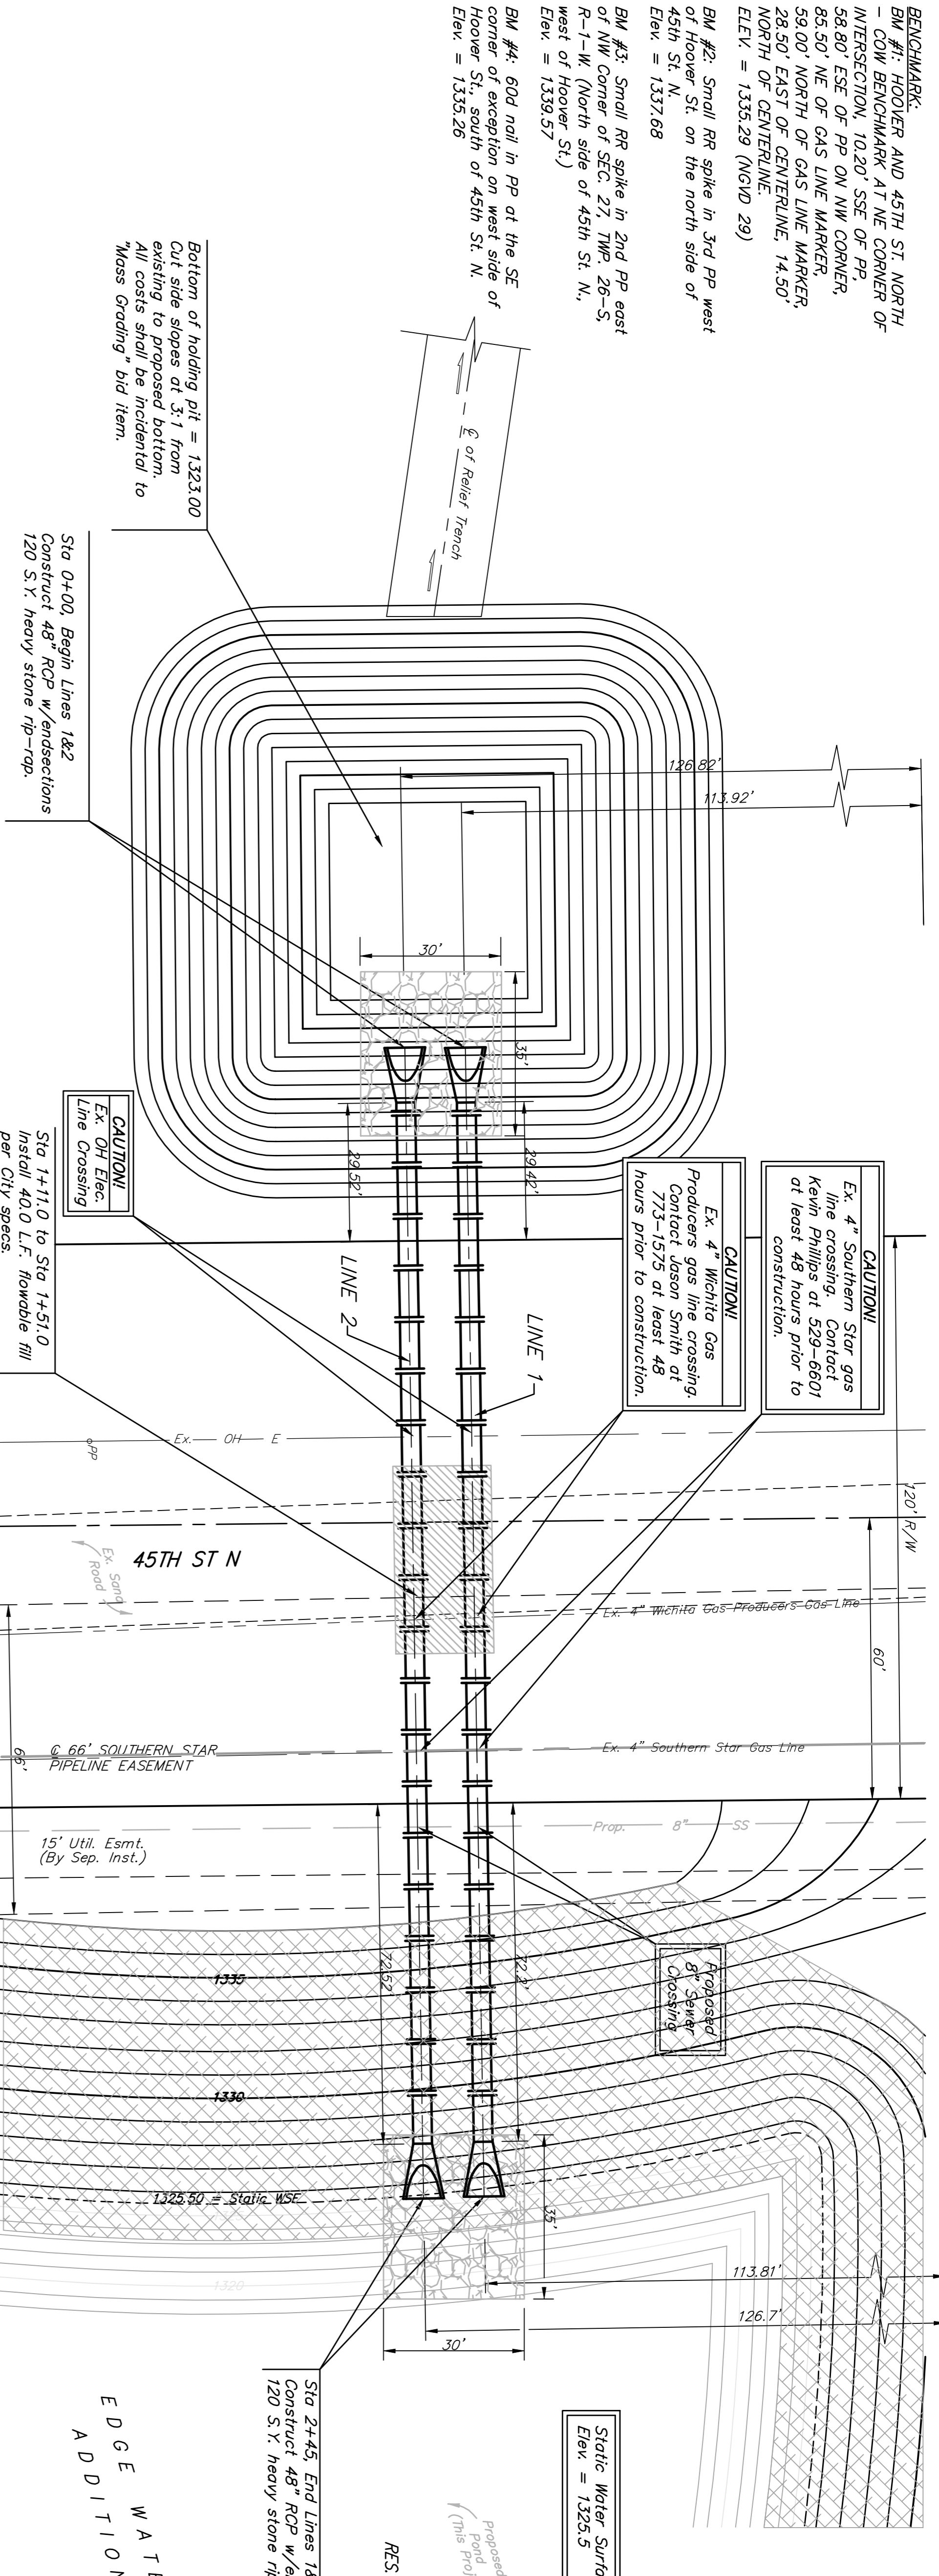 BENCHMARK:
BM #1: HOOVER AND 45TH ST. NORTH
- COW BENCHMARK AT NE CORNER OF
INTERSECTION, 10.20' SSE OF PP,
58.80' ESE OF PP ON NW CORNER,
85.50' NE OF GAS LINE MARKER,
59.00' NORTH OF GAS LINE MARKER,
28.50' EAST OF CENTERLINE, 14.50'
NORTH OF CENTERLINE.
ELEV. = 1335.29 (NGVD 29)
BM #2: Small RR spike in 3rd PP west
of Hoover St. on the north side of
45th St. N.
Elev. = 1337.68
BM #3: Small RR spike in 2nd PP east
of NW Corner of SEC. 27, TWP. 26-S,
R-1-W. (North side of 45th St. N.,
west of Hoover St.)
Elev. = 1339.57
BM #4: 60d nail in PP at the SE
corner of exception on west side of
Hoover St., south of 45th St. N.
Elev. = 1335.26
℄ of Relief Trench
Bottom of holding pit = 1323.00
Cut side slopes at 3:1 from
existing to proposed bottom.
All costs shall be incidental to
"Mass Grading" bid item.
Sta 0+00, Begin Lines 1&2
Construct 48" RCP w/endsections
120 S.Y. heavy stone rip-rap.
126.82'
113.92'
30'
35'
29.52'
29.42'
CAUTION!
Ex. 4" Southern Star gas
line crossing. Contact
Kevin Phillips at 529-6601
at least 48 hours prior to
construction.
CAUTION!
Ex. 4" Wichita Gas
Producers gas line crossing.
Contact Jason Smith at
773-1575 at least 48
hours prior to construction.
CAUTION!
Ex. OH Elec.
Line Crossing
Sta 1+11.0 to Sta 1+51.0
Install 40.0 L.F. flowable fill
per City specs.
LINE 1
LINE 2
Ex. OH E
PP
120' R/W
60'
45TH ST N
Ex. Sand
Road
Ex. 4" Wichita Gas Producers Gas Line
66'
℄ 66' SOUTHERN STAR
PIPELINE EASEMENT
Ex. 4" Southern Star Gas Line
15' Util. Esmt.
(By Sep. Inst.)
Prop. 8" SS
Proposed
8" Sewer
Crossing
72.52'
72.2'
1335
1330
1325.50 = Static WSE
1320
35'
30'
113.81'
126.7'
Sta 2+45, End Lines 1&
Construct 48" RCP w/e
120 S.Y. heavy stone rip
Static Water Surfa
Elev. = 1325.5
Proposed
Pond
(This Proj
RES.
EDGE WATE
ADDITION